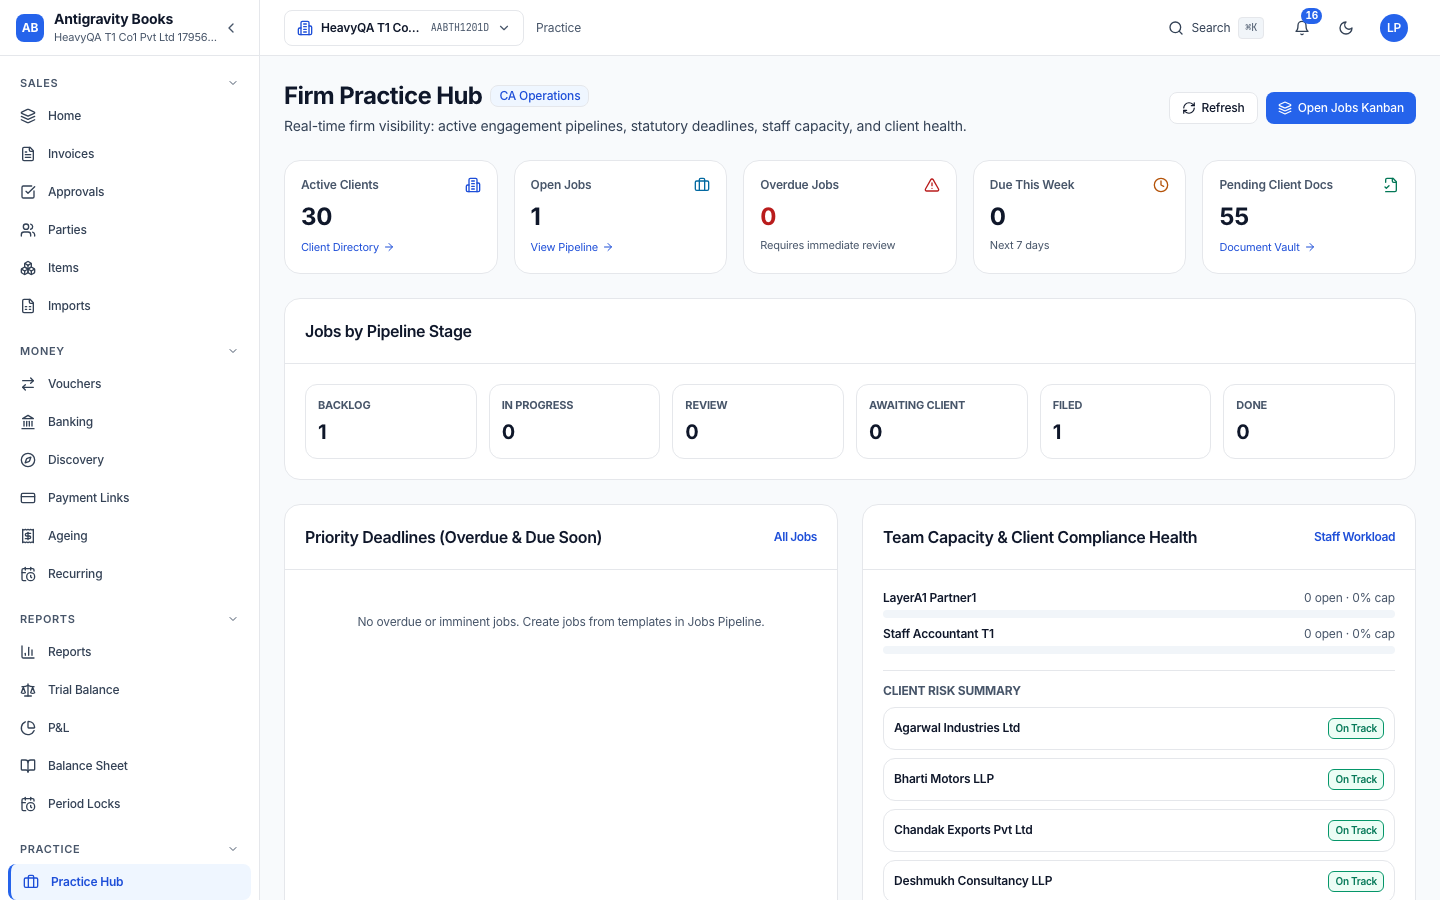 AB
Antigravity Books
HeavyQA T1 Co1 Pvt Ltd 17956...
HeavyQA T1 Co...
AABTH1201D
Practice
Search
⌘K
16
LP
SALES
Home
Invoices
Approvals
Parties
Items
Imports
MONEY
Vouchers
Banking
Discovery
Payment Links
Ageing
Recurring
REPORTS
Reports
Trial Balance
P&L
Balance Sheet
Period Locks
PRACTICE
Practice Hub
Firm Practice Hub
CA Operations
Real-time firm visibility: active engagement pipelines, statutory deadlines, staff capacity, and client health.
Refresh
Open Jobs Kanban
Active Clients
30
Client Directory →
Open Jobs
1
View Pipeline →
Overdue Jobs
0
Requires immediate review
Due This Week
0
Next 7 days
Pending Client Docs
55
Document Vault →
Jobs by Pipeline Stage
BACKLOG
1
IN PROGRESS
0
REVIEW
0
AWAITING CLIENT
0
FILED
1
DONE
0
Priority Deadlines (Overdue & Due Soon)
All Jobs
No overdue or imminent jobs. Create jobs from templates in Jobs Pipeline.
Team Capacity & Client Compliance Health
Staff Workload
LayerA1 Partner1
0 open · 0% cap
Staff Accountant T1
0 open · 0% cap
CLIENT RISK SUMMARY
Agarwal Industries Ltd
On Track
Bharti Motors LLP
On Track
Chandak Exports Pvt Ltd
On Track
Deshmukh Consultancy LLP
On Track